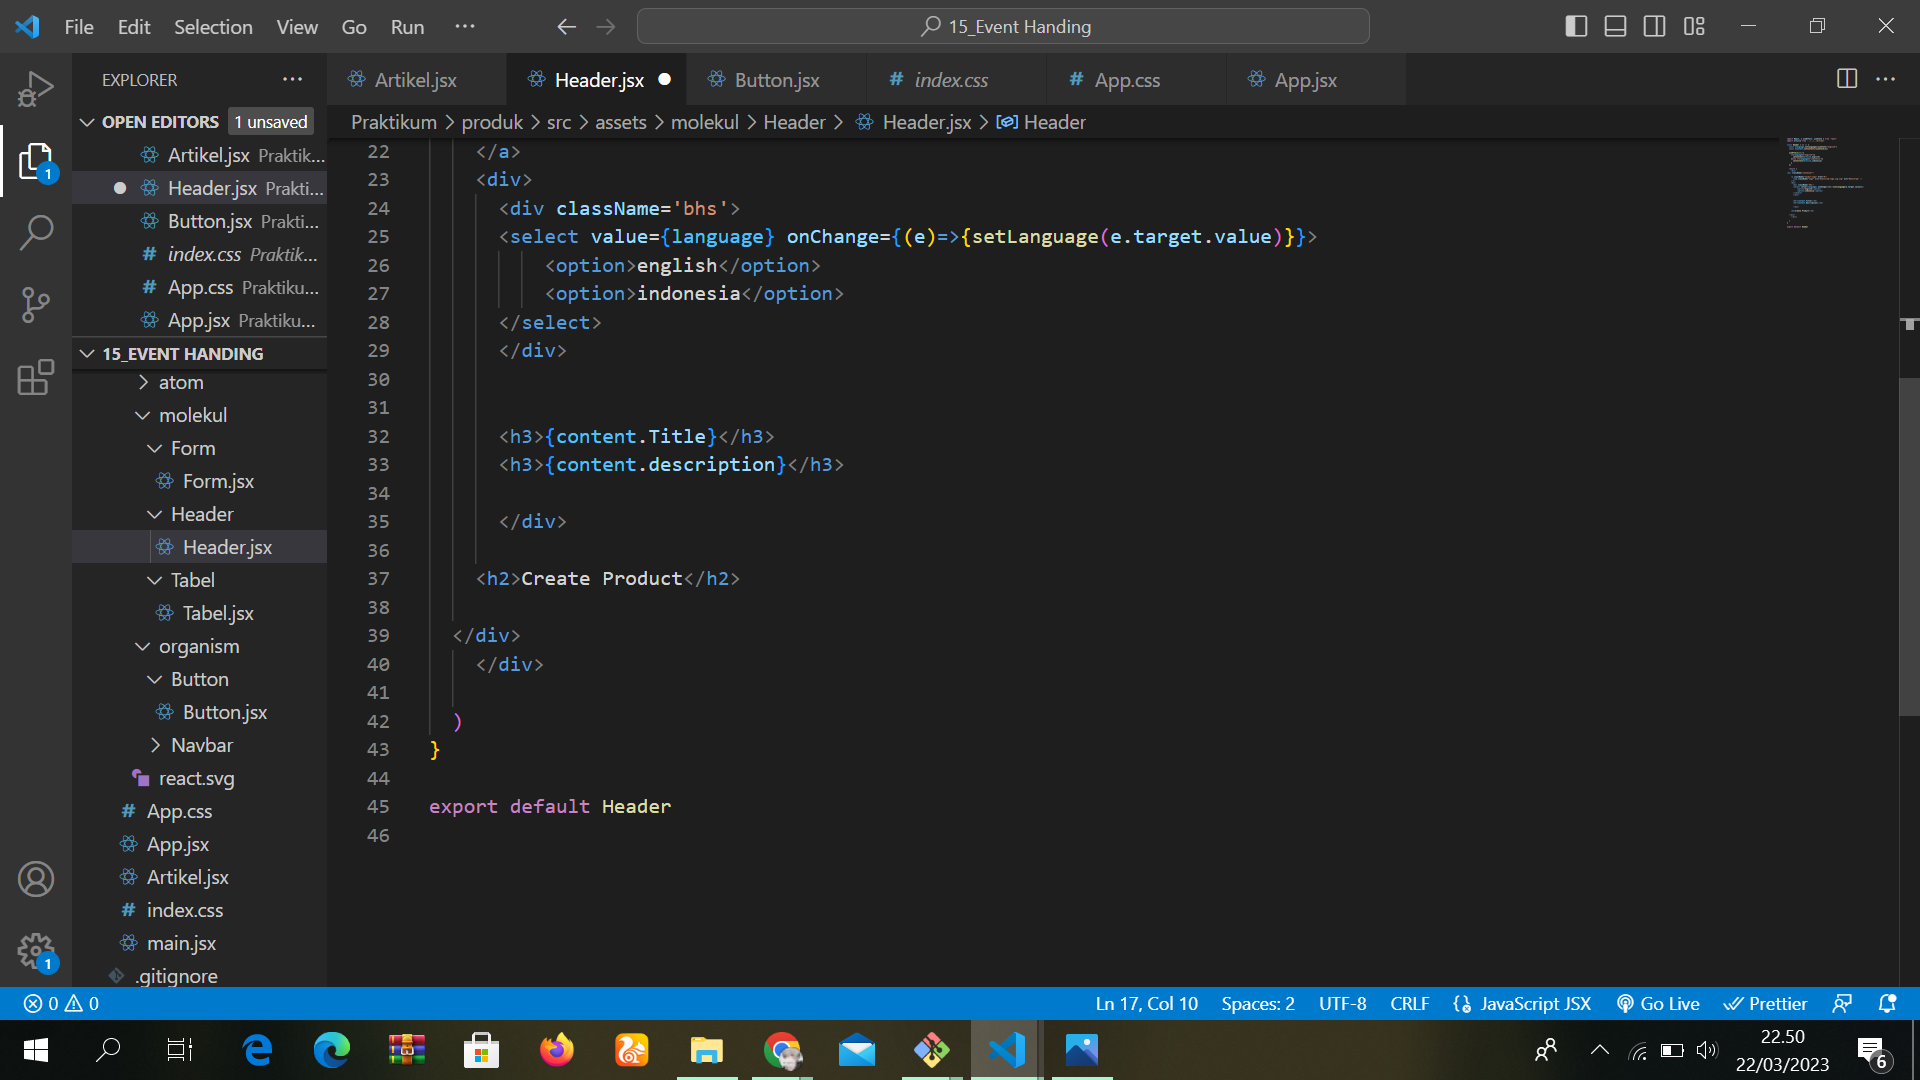 File Edit Selection View Go Run ···
15_Event Handing
EXPLORER
OPEN EDITORS 1 unsaved
Artikel.jsx Praktik...
Header.jsx Prakti...
Button.jsx Prakti...
index.css Praktik...
App.css Praktiku...
App.jsx Praktiku...
15_EVENT HANDING
atom
molekul
Form
Form.jsx
Header
Header.jsx
Tabel
Tabel.jsx
organism
Button
Button.jsx
Navbar
react.svg
App.css
App.jsx
Artikel.jsx
index.css
main.jsx
.gitignore
Artikel.jsx Header.jsx Button.jsx index.css App.css App.jsx
Praktikum > produk > src > assets > molekul > Header > Header.jsx > Header
22 </a>
23 <div>
24 <div className='bhs'>
25 <select value={language} onChange={(e)=>{setLanguage(e.target.value)}}>
26 <option>english</option>
27 <option>indonesia</option>
28 </select>
29 </div>
30
31
32 <h3>{content.Title}</h3>
33 <h3>{content.description}</h3>
34
35 </div>
36
37 <h2>Create Product</h2>
38
39 </div>
40 </div>
41
42 )
43 }
44
45 export default Header
46
1
1
0 0 Ln 17, Col 10 Spaces: 2 UTF-8 CRLF JavaScript JSX Go Live Prettier
22.50
22/03/2023
6